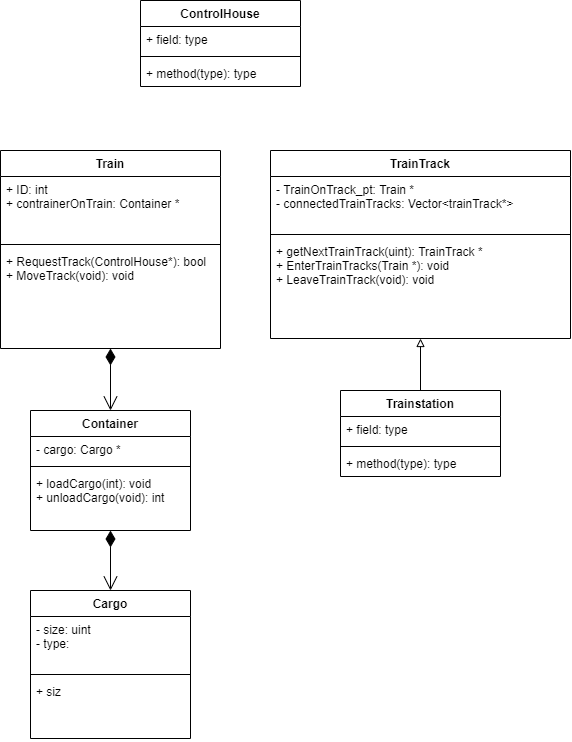 ControlHouse
+ field: type
+ method(type): type
Train
+ ID: int
+ contrainerOnTrain: Container *
+ RequestTrack(ControlHouse*): bool
+ MoveTrack(void): void
TrainTrack
- TrainOnTrack_pt: Train *
- connectedTrainTracks: Vector<trainTrack*>
+ getNextTrainTrack(uint): TrainTrack *
+ EnterTrainTracks(Train *): void
+ LeaveTrainTrack(void): void
Container
- cargo: Cargo *
+ loadCargo(int): void
+ unloadCargo(void): int
Trainstation
+ field: type
+ method(type): type
Cargo
- size: uint
- type:
+ siz